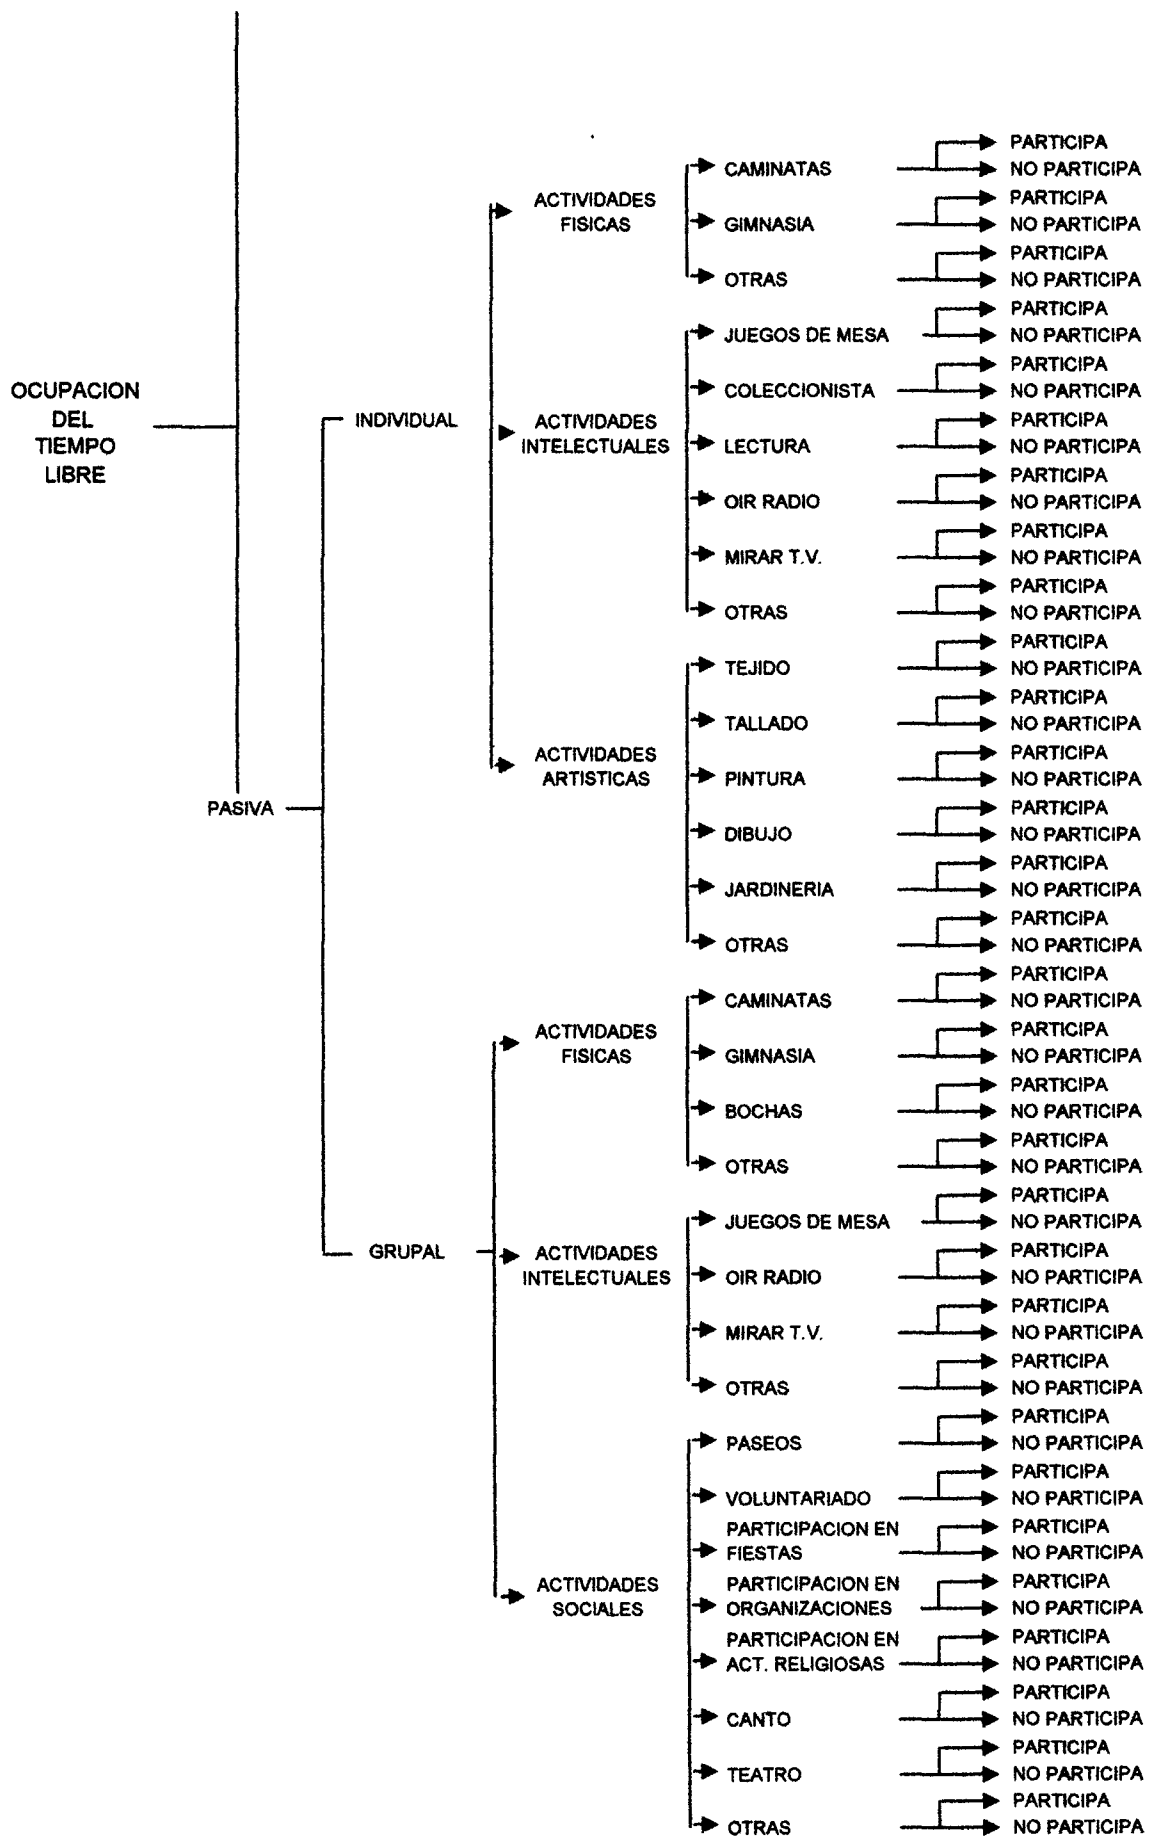 PARTICIPA
CAMINATAS
NO PARTICIPA
ACTIVIDADES
FISICAS
PARTICIPA
GIMNASIA
NO PARTICIPA
PARTICIPA
OTRAS
NO PARTICIPA
PARTICIPA
JUEGOS DE MESA
NO PARTICIPA
OCUPACION
DEL
TIEMPO
LIBRE
INDIVIDUAL
ACTIVIDADES
INTELECTUALES
PARTICIPA
COLECCIONISTA
NO PARTICIPA
PARTICIPA
LECTURA
NO PARTICIPA
PARTICIPA
OIR RADIO
NO PARTICIPA
PARTICIPA
MIRAR T.V.
NO PARTICIPA
PARTICIPA
OTRAS
NO PARTICIPA
PARTICIPA
TEJIDO
NO PARTICIPA
PARTICIPA
TALLADO
NO PARTICIPA
ACTIVIDADES
ARTISTICAS
PARTICIPA
PINTURA
NO PARTICIPA
PASIVA
PARTICIPA
DIBUJO
NO PARTICIPA
PARTICIPA
JARDINERIA
NO PARTICIPA
PARTICIPA
OTRAS
NO PARTICIPA
PARTICIPA
CAMINATAS
NO PARTICIPA
ACTIVIDADES
FISICAS
PARTICIPA
GIMNASIA
NO PARTICIPA
PARTICIPA
BOCHAS
NO PARTICIPA
PARTICIPA
OTRAS
NO PARTICIPA
PARTICIPA
JUEGOS DE MESA
NO PARTICIPA
GRUPAL
ACTIVIDADES
INTELECTUALES
PARTICIPA
OIR RADIO
NO PARTICIPA
PARTICIPA
MIRAR T.V.
NO PARTICIPA
PARTICIPA
OTRAS
NO PARTICIPA
PARTICIPA
PASEOS
NO PARTICIPA
PARTICIPA
VOLUNTARIADO
NO PARTICIPA
PARTICIPACION EN
FIESTAS
PARTICIPA
NO PARTICIPA
ACTIVIDADES
SOCIALES
PARTICIPACION EN
ORGANIZACIONES
PARTICIPA
NO PARTICIPA
PARTICIPACION EN
ACT. RELIGIOSAS
PARTICIPA
NO PARTICIPA
PARTICIPA
CANTO
NO PARTICIPA
PARTICIPA
TEATRO
NO PARTICIPA
PARTICIPA
OTRAS
NO PARTICIPA